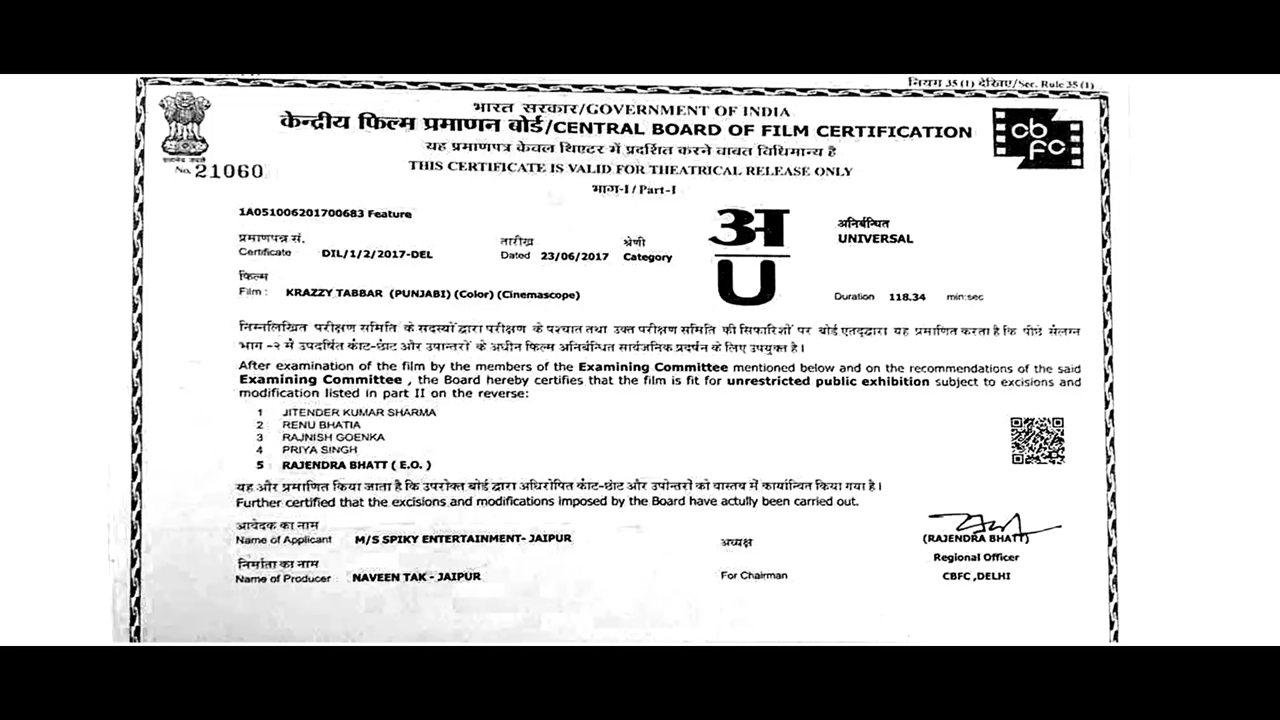 नियम 35 (1) देखिए/See. Rule 35 (1)
भारत सरकार/GOVERNMENT OF INDIA
केन्द्रीय फिल्म प्रमाणन बोर्ड/CENTRAL BOARD OF FILM CERTIFICATION
cb
fc
यह प्रमाणपत्र केवल थिएटर में प्रदर्शित करने बाबत विधिमान्य है
सत्यमेव जयते
No. 21060
THIS CERTIFICATE IS VALID FOR THEATRICAL RELEASE ONLY
भाग-I / Part-I
1A051006201700683 Feature
अ
U
अनिर्बन्धित
UNIVERSAL
प्रमाणपत्र सं. तारीख श्रेणी
Certificate DIL/1/2/2017-DEL Dated 23/06/2017 Category
फिल्म
Film : KRAZZY TABBAR (PUNJABI) (Color) (Cinemascope) Duration 118.34 min:sec
निम्नलिखित परीक्षण समिति के सदस्यों द्वारा परीक्षण के पश्चात तथा उक्त परीक्षण समिति की सिफारिशों पर बोर्ड एतद्द्वारा यह प्रमाणित करता है कि पीछे संलग्न
भाग -२ में उपदर्षित काँट-छाँट और उपान्तरों के अधीन फिल्म अनिर्बन्धित सार्वजनिक प्रदर्षन के लिए उपयुक्त है।
After examination of the film by the members of the Examining Committee mentioned below and on the recommendations of the said
Examining Committee , the Board hereby certifies that the film is fit for unrestricted public exhibition subject to excisions and
modification listed in part II on the reverse:
1 JITENDER KUMAR SHARMA
2 RENU BHATIA
3 RAJNISH GOENKA
4 PRIYA SINGH
5 RAJENDRA BHATT ( E.O. )
यह और प्रमाणित किया जाता है कि उपरोक्त बोर्ड द्वारा अधिरोपित काँट-छाँट और उपांन्तरों को वास्तव में कार्यान्वित किया गया है।
Further certified that the excisions and modifications imposed by the Board have actully been carried out.
आवेदक का नाम
Name of Applicant M/S SPIKY ENTERTAINMENT- JAIPUR
अध्यक्ष
(RAJENDRA BHATT)
निर्माता का नाम
Regional Officer
Name of Producer NAVEEN TAK - JAIPUR For Chairman CBFC ,DELHI